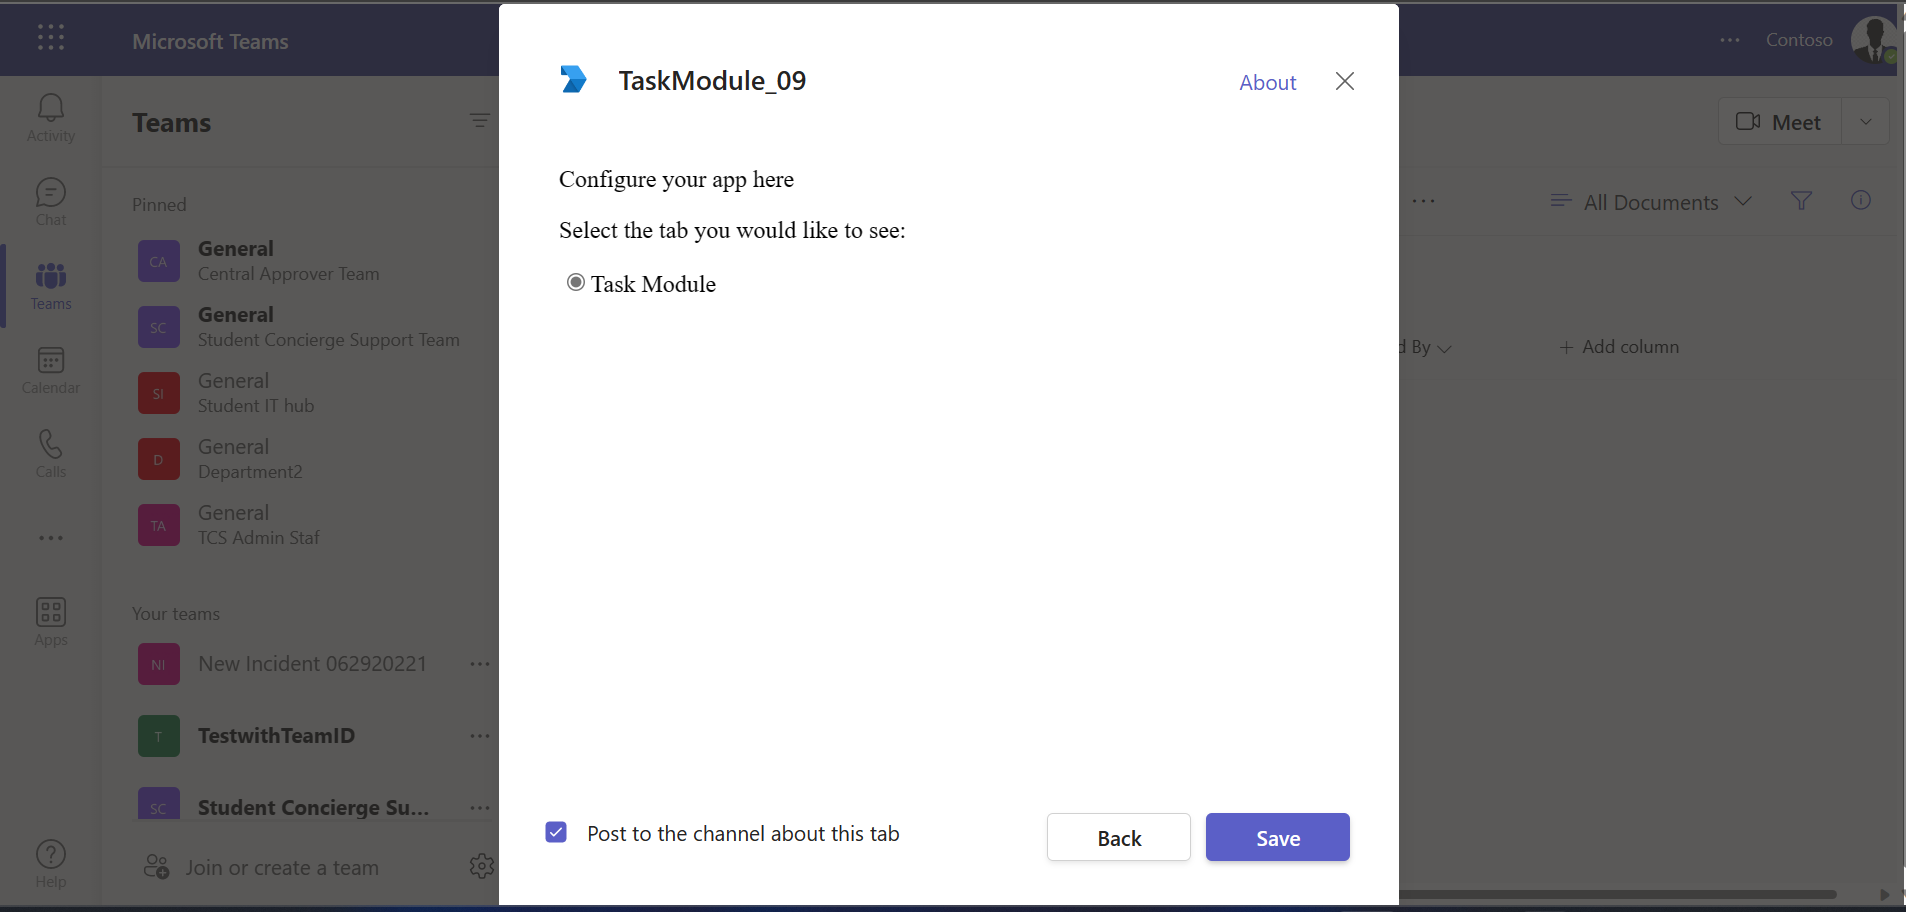 Microsoft Teams
Contoso
TaskModule_09
About
Activity
Chat
Teams
Calendar
Calls
Apps
Help
Teams
Pinned
CA
General
Central Approver Team
SC
General
Student Concierge Support Team
SI
General
Student IT hub
D
General
Department2
TA
General
TCS Admin Staf
Your teams
NI
New Incident 062920221
T
TestwithTeamID
SC
Student Concierge Su...
Join or create a team
Configure your app here
Select the tab you would like to see:
Task Module
Post to the channel about this tab
Back
Save
Meet
All Documents
d By
+ Add column